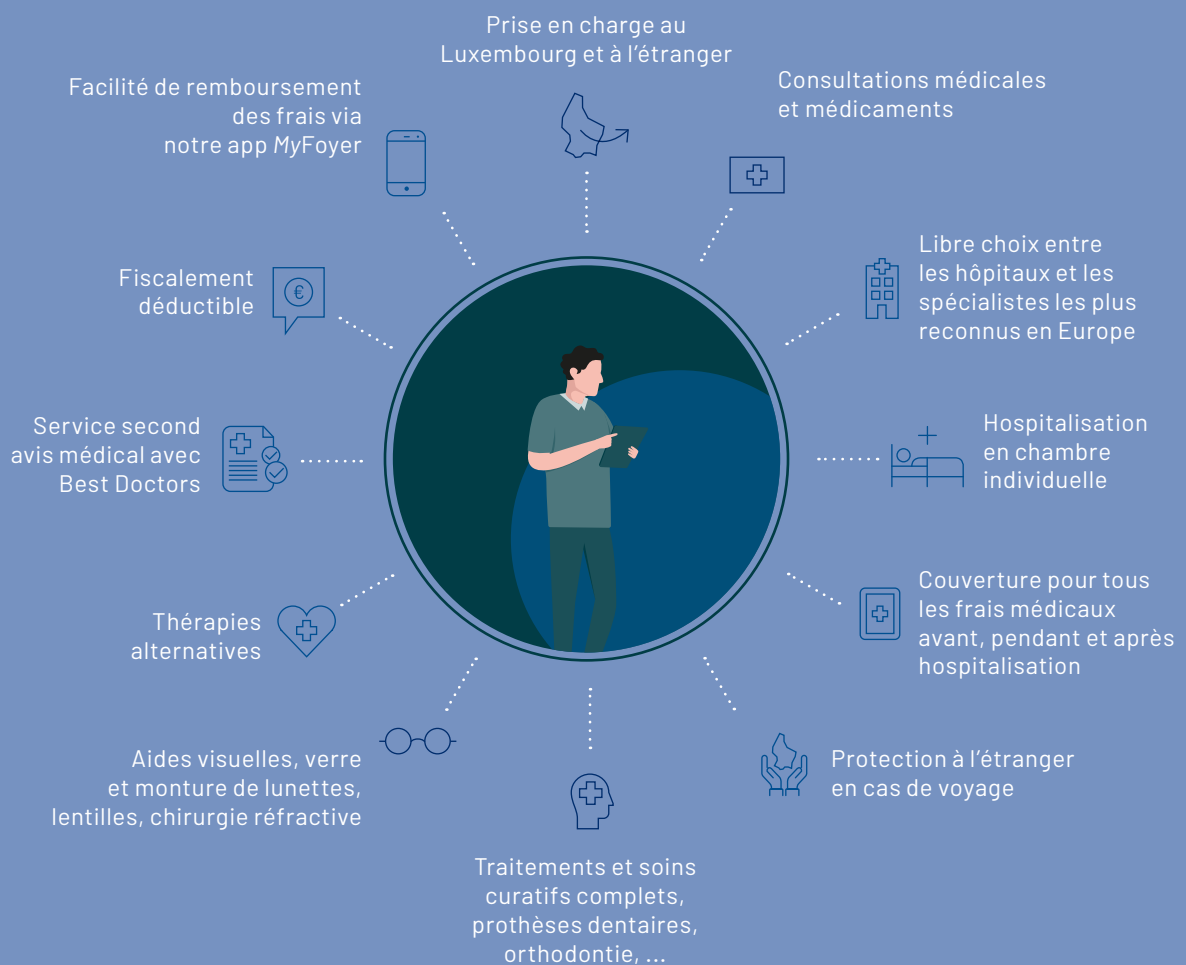 Prise en charge au
Luxembourg et à l'étranger
Consultations médicales
et médicaments
Libre choix entre
les hôpitaux et les
spécialistes les plus
reconnus en Europe
Hospitalisation
en chambre
individuelle
Couverture pour tous
les frais médicaux
avant, pendant et après
hospitalisation
Protection à l'étranger
en cas de voyage
Traitements et soins
curatifs complets,
prothèses dentaires,
orthodontie, ...
Aides visuelles, verre
et monture de lunettes,
lentilles, chirurgie réfractive
Thérapies
alternatives
Service second
avis médical avec
Best Doctors
Fiscalement
déductible
€
Facilité de remboursement
des frais via
notre app MyFoyer